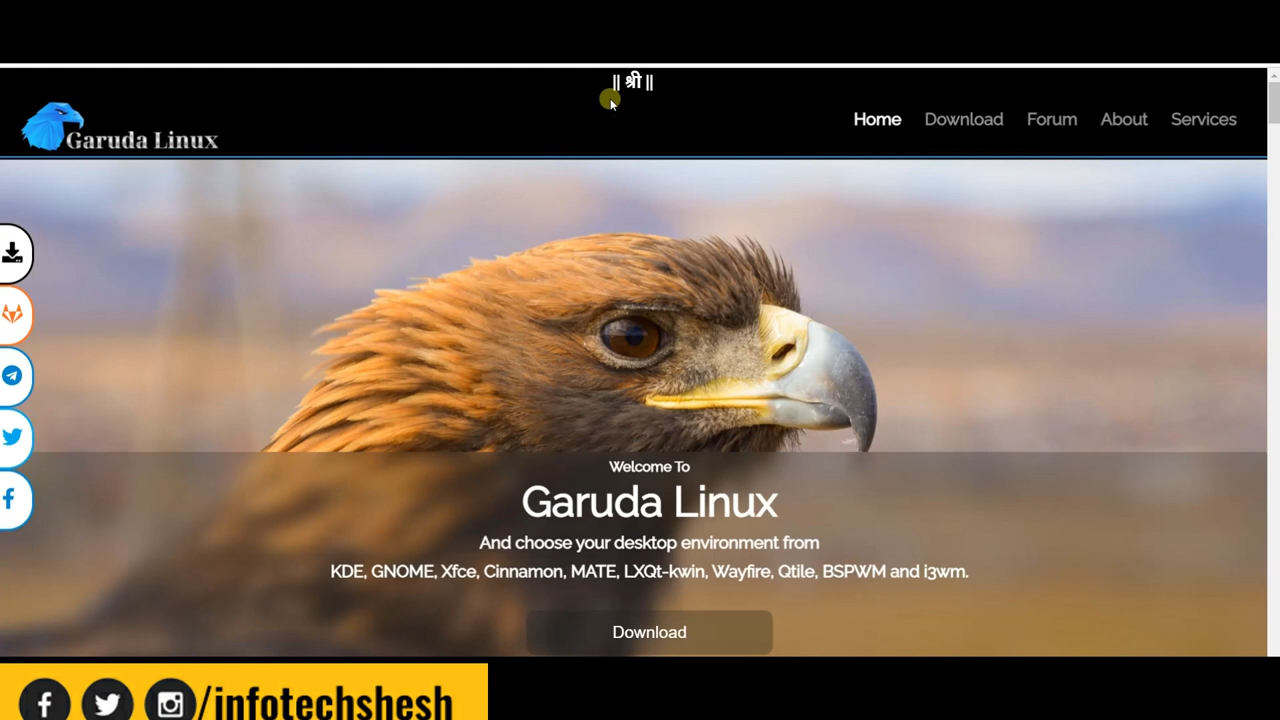 || श्री ||
Garuda Linux
Home Download Forum About Services
Welcome To
Garuda Linux
And choose your desktop environment from
KDE, GNOME, Xfce, Cinnamon, MATE, LXQt-kwin, Wayfire, Qtile, BSPWM and i3wm.
Download
/infotechshesh